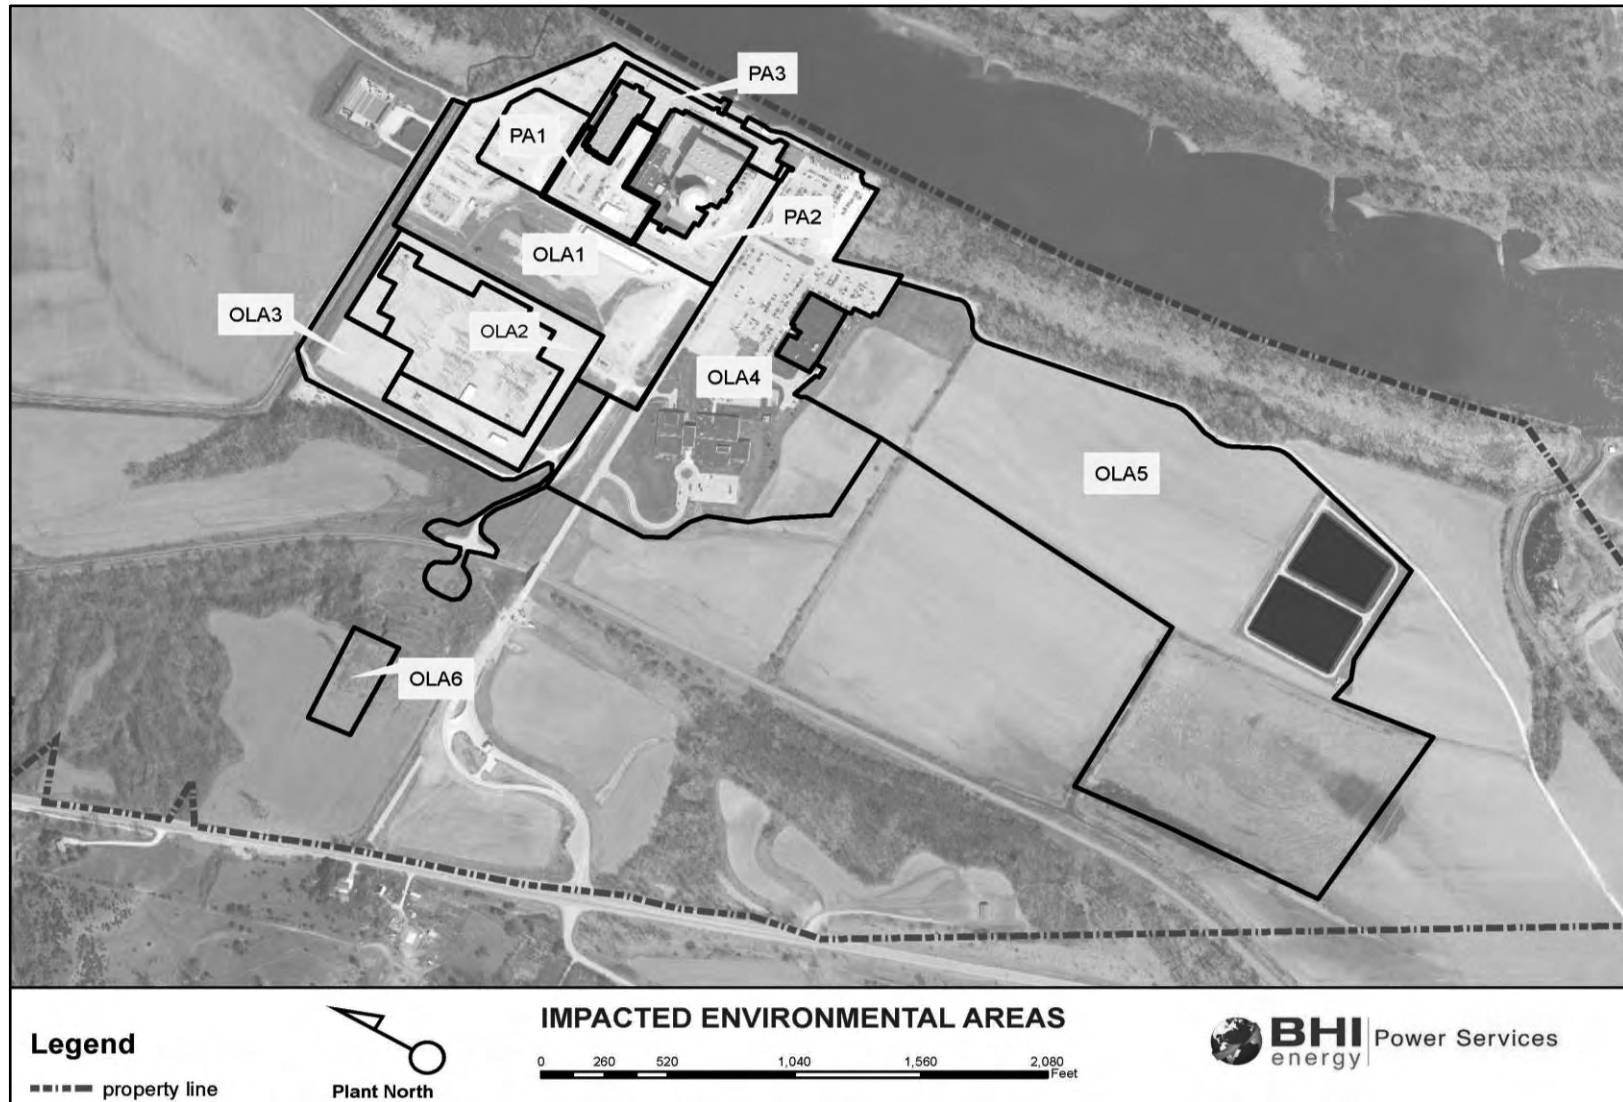 PA3
PA1
PA2
OLA1
OLA3
OLA2
OLA4
OLA5
OLA6
Legend
property line
Plant North
IMPACTED ENVIRONMENTAL AREAS
0 260 520 1,040 1,560 2,080
Feet
BHI
energy
Power Services